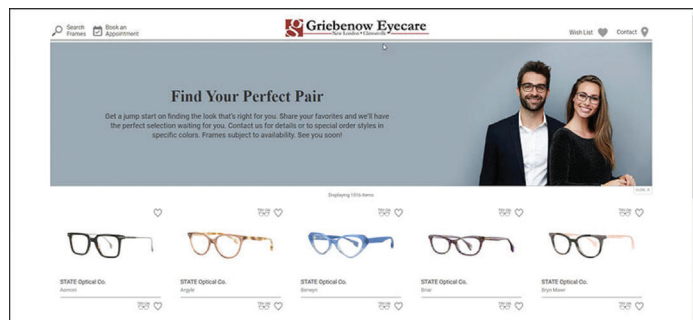 Search Frames
Book an Appointment
Griebenow Eyecare
New London • Clintonville
Wish List
Contact
Find Your Perfect Pair
Get a jump start on finding the look that's right for you. Share your favorites and we'll have
the perfect selection waiting for you. Contact us for details or to special order styles in
specific colors. Frames subject to availability. See you soon!
CLOSE X
Displaying 1016 items
STATE Optical Co.
STATE Optical Co.
Argyle
STATE Optical Co.
Berwyn
STATE Optical Co.
Briar
STATE Optical Co.
Bryn Mawr